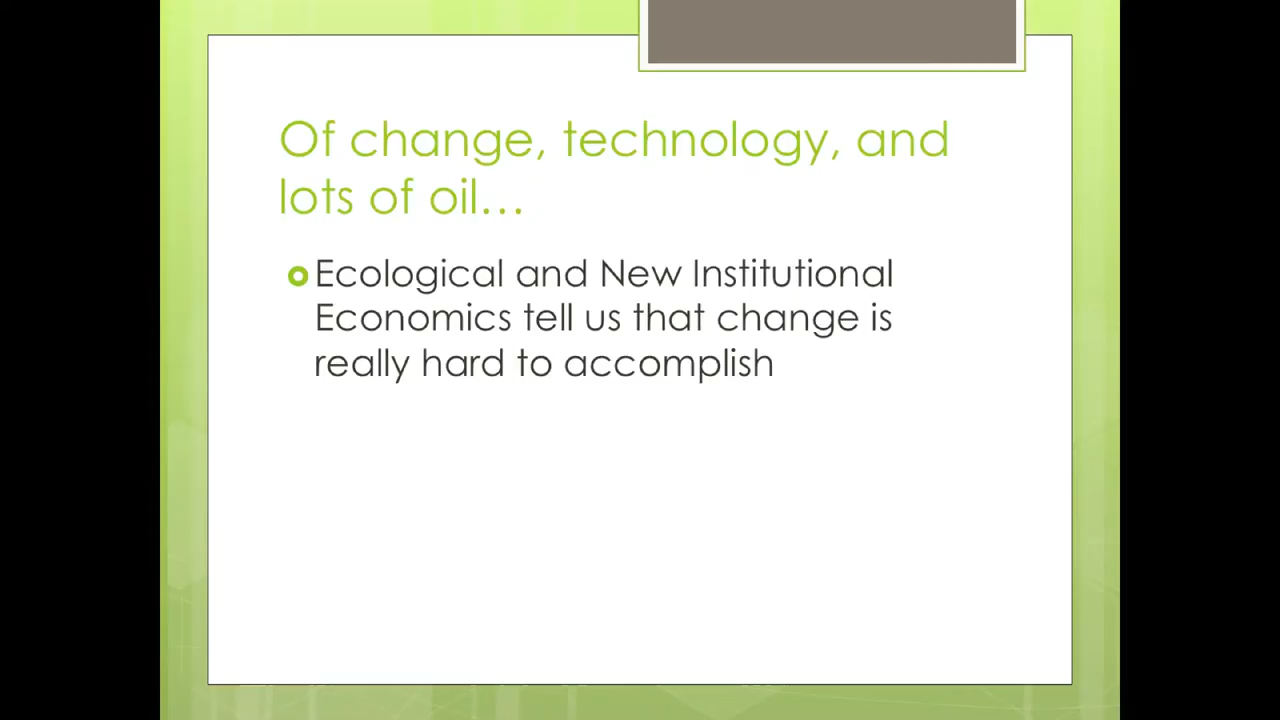 Of change, technology, and
lots of oil…
Ecological and New Institutional
Economics tell us that change is
really hard to accomplish